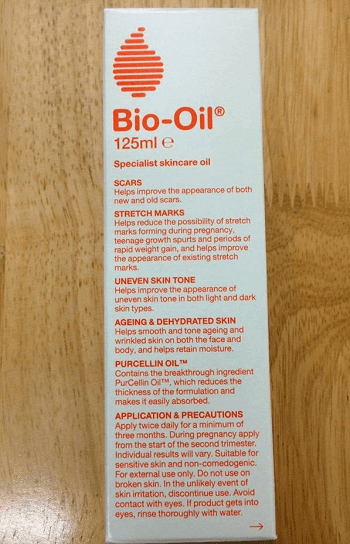 Bio-Oil®
125ml ℮
Specialist skincare oil
SCARS
Helps improve the appearance of both
new and old scars.
STRETCH MARKS
Helps reduce the possibility of stretch
marks forming during pregnancy,
teenage growth spurts and periods of
rapid weight gain, and helps improve
the appearance of existing stretch
marks.
UNEVEN SKIN TONE
Helps improve the appearance of
uneven skin tone in both light and dark
skin types.
AGEING & DEHYDRATED SKIN
Helps smooth and tone ageing and
wrinkled skin on both the face and
body, and helps retain moisture.
PURCELLIN OIL™
Contains the breakthrough ingredient
PurCellin Oil™, which reduces the
thickness of the formulation and
makes it easily absorbed.
APPLICATION & PRECAUTIONS
Apply twice daily for a minimum of
three months. During pregnancy apply
from the start of the second trimester.
Individual results will vary. Suitable for
sensitive skin and non-comedogenic.
For external use only. Do not use on
broken skin. In the unlikely event of
skin irritation, discontinue use. Avoid
contact with eyes. If product gets into
eyes, rinse thoroughly with water.
→